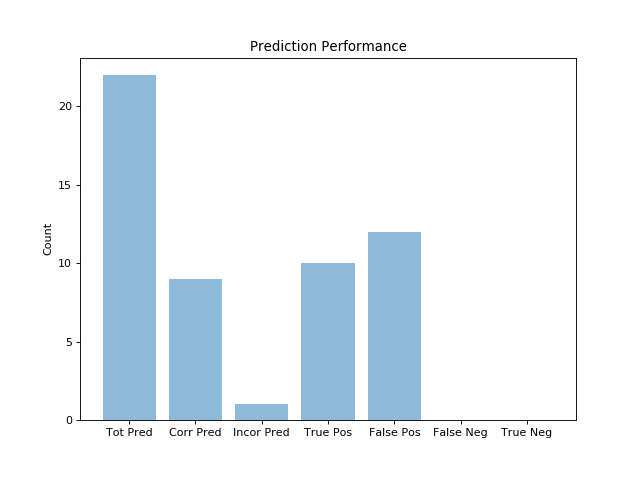 Prediction Performance
20
15
10
5
0
Count
Tot Pred Corr Pred Incor Pred True Pos False Pos False Neg True Neg